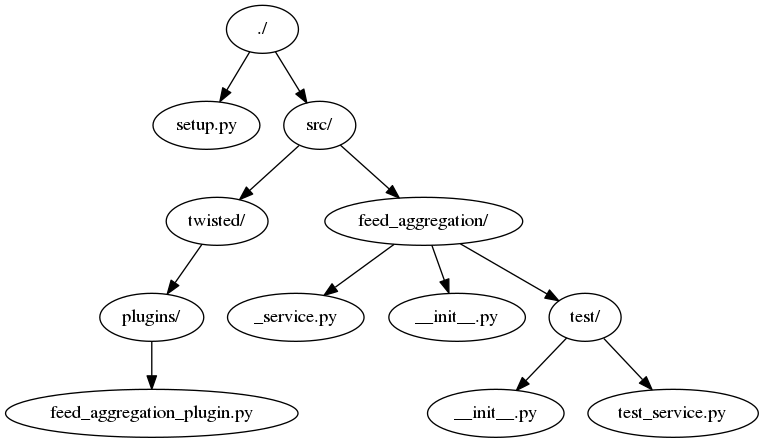 ./
setup.py
src/
twisted/
feed_aggregation/
plugins/
_service.py
__init__.py
test/
feed_aggregation_plugin.py
__init__.py
test_service.py